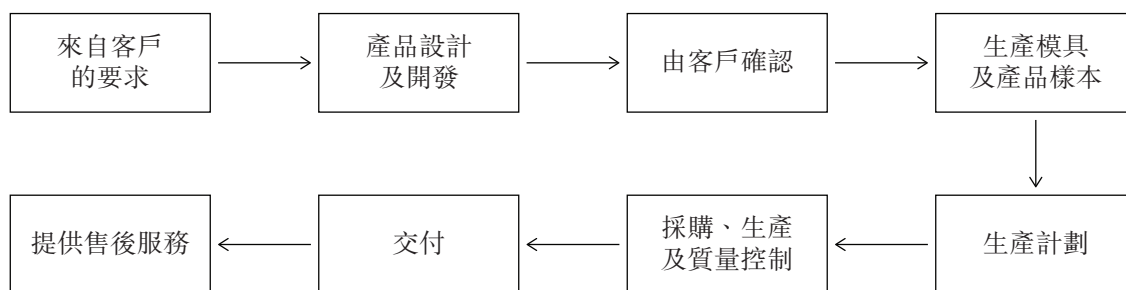 來自客戶
的要求
產品設計
及開發
由客戶確認
生產模具
及產品樣本
生產計劃
採購、生產
及質量控制
交付
提供售後服務